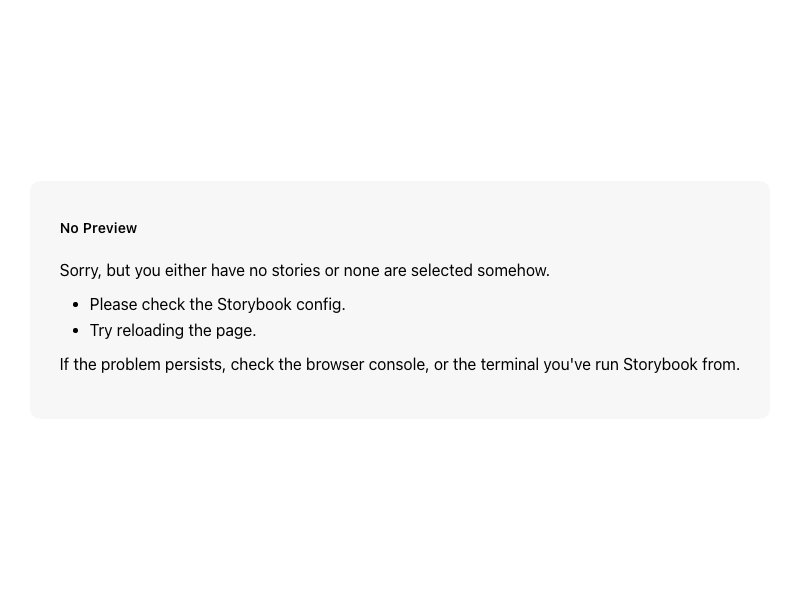 No Preview
Sorry, but you either have no stories or none are selected somehow.
Please check the Storybook config.
Try reloading the page.
If the problem persists, check the browser console, or the terminal you've run Storybook from.